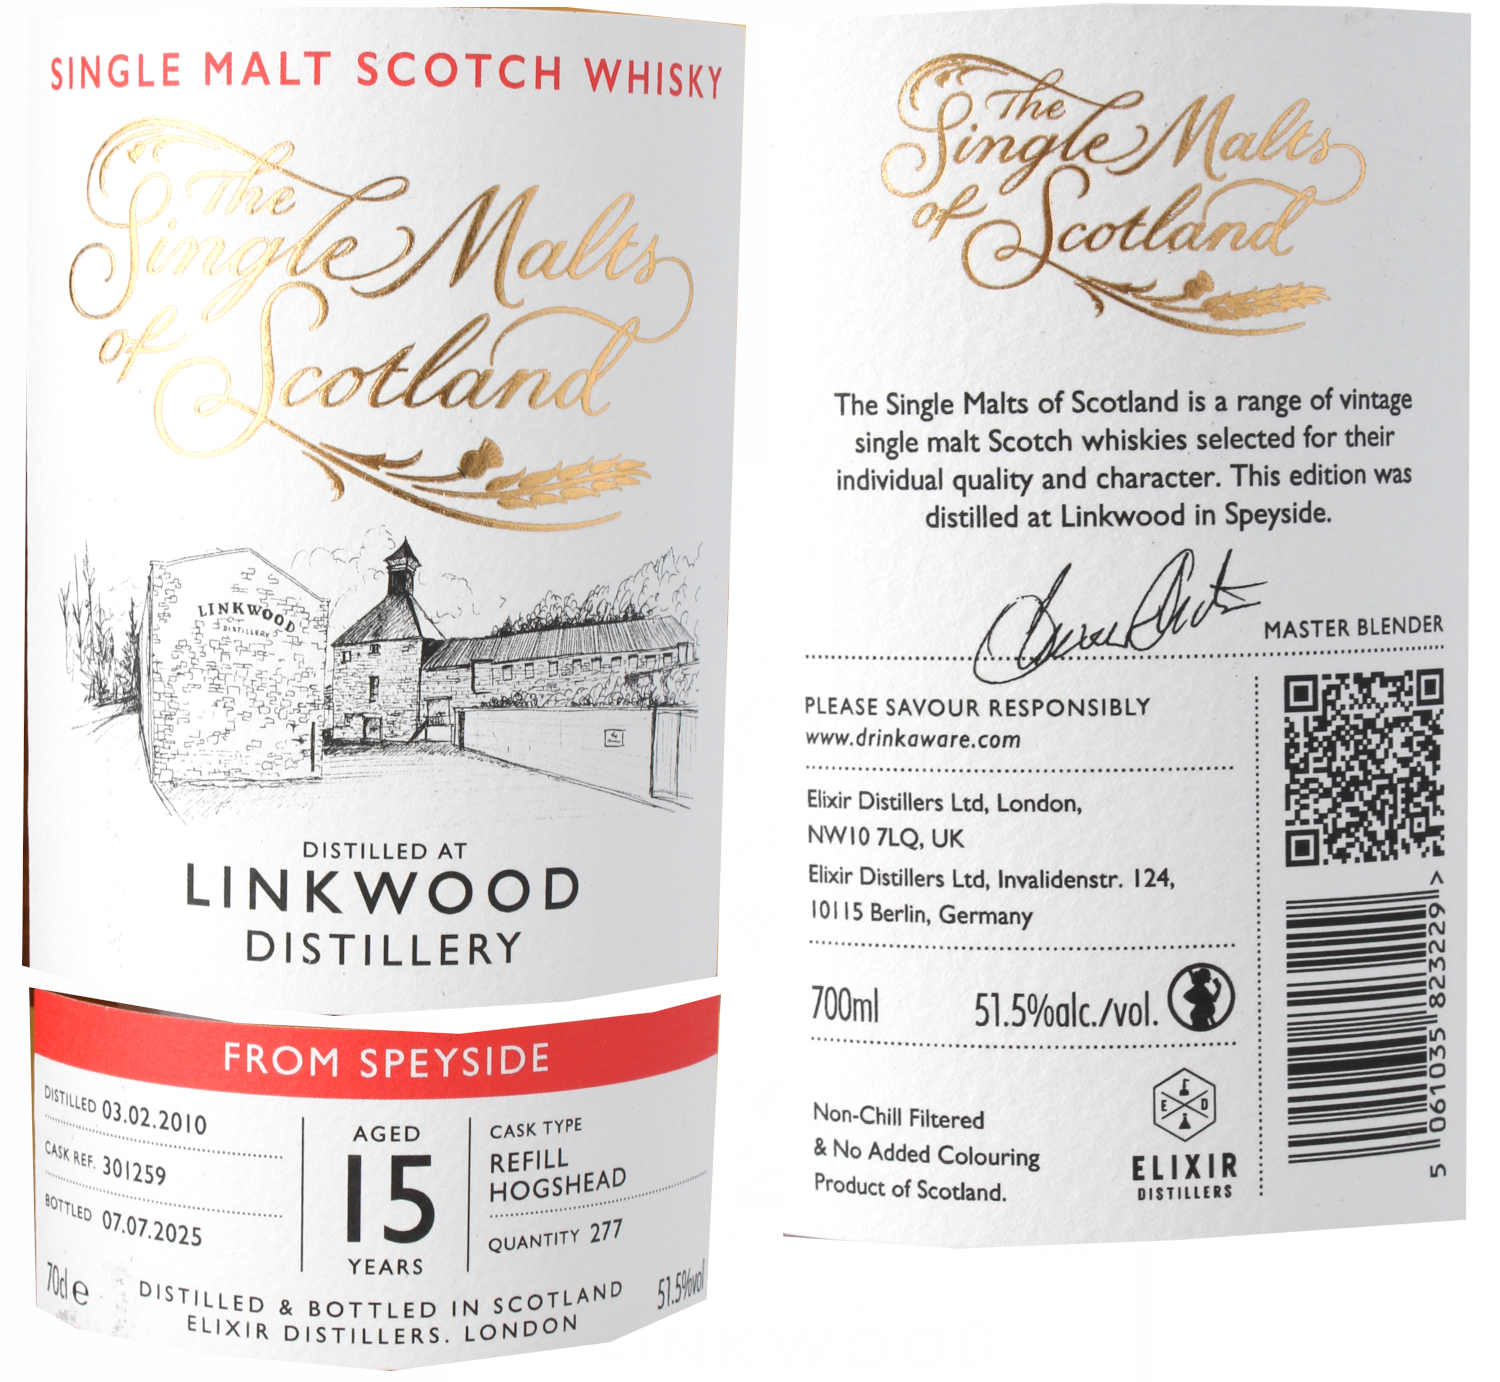 SINGLE MALT SCOTCH WHISKY
The
Single Malts
of Scotland
LINKWOOD
DISTILLERY
DISTILLED AT
LINKWOOD
DISTILLERY
FROM SPEYSIDE
DISTILLED 03.02.2010
CASK REF. 301259
BOTTLED 07.07.2025
AGED
15
YEARS
CASK TYPE
REFILL
HOGSHEAD
QUANTITY 277
70cl e
DISTILLED & BOTTLED IN SCOTLAND
ELIXIR DISTILLERS. LONDON
51.5%vol
The
Single Malts
of Scotland
The Single Malts of Scotland is a range of vintage
single malt Scotch whiskies selected for their
individual quality and character. This edition was
distilled at Linkwood in Speyside.
MASTER BLENDER
PLEASE SAVOUR RESPONSIBLY
www.drinkaware.com
Elixir Distillers Ltd, London,
NW10 7LQ, UK
Elixir Distillers Ltd, Invalidenstr. 124,
10115 Berlin, Germany
700ml 51.5%alc./vol.
Non-Chill Filtered
& No Added Colouring
Product of Scotland.
E D
ELIXIR
DISTILLERS
5 061035 823229 >
LINKWOOD